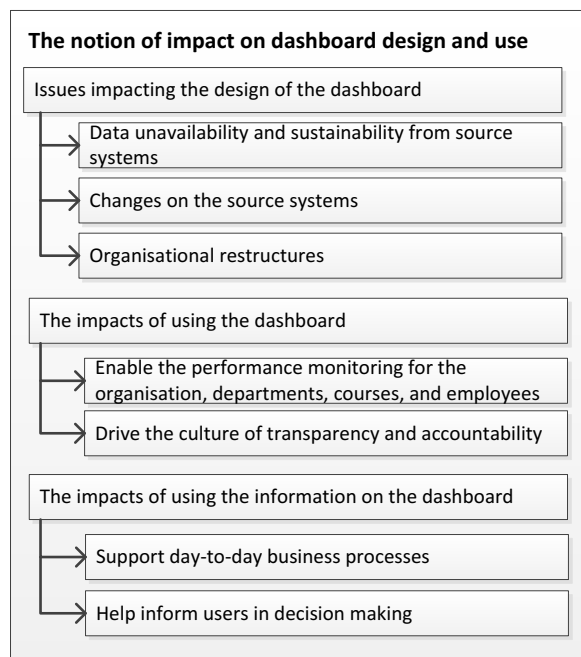 The notion of impact on dashboard design and use
Issues impacting the design of the dashboard
Data unavailability and sustainability from source
systems
Changes on the source systems
Organisational restructures
The impacts of using the dashboard
Enable the performance monitoring for the
organisation, departments, courses, and employees
Drive the culture of transparency and accountability
The impacts of using the information on the dashboard
Support day-to-day business processes
Help inform users in decision making